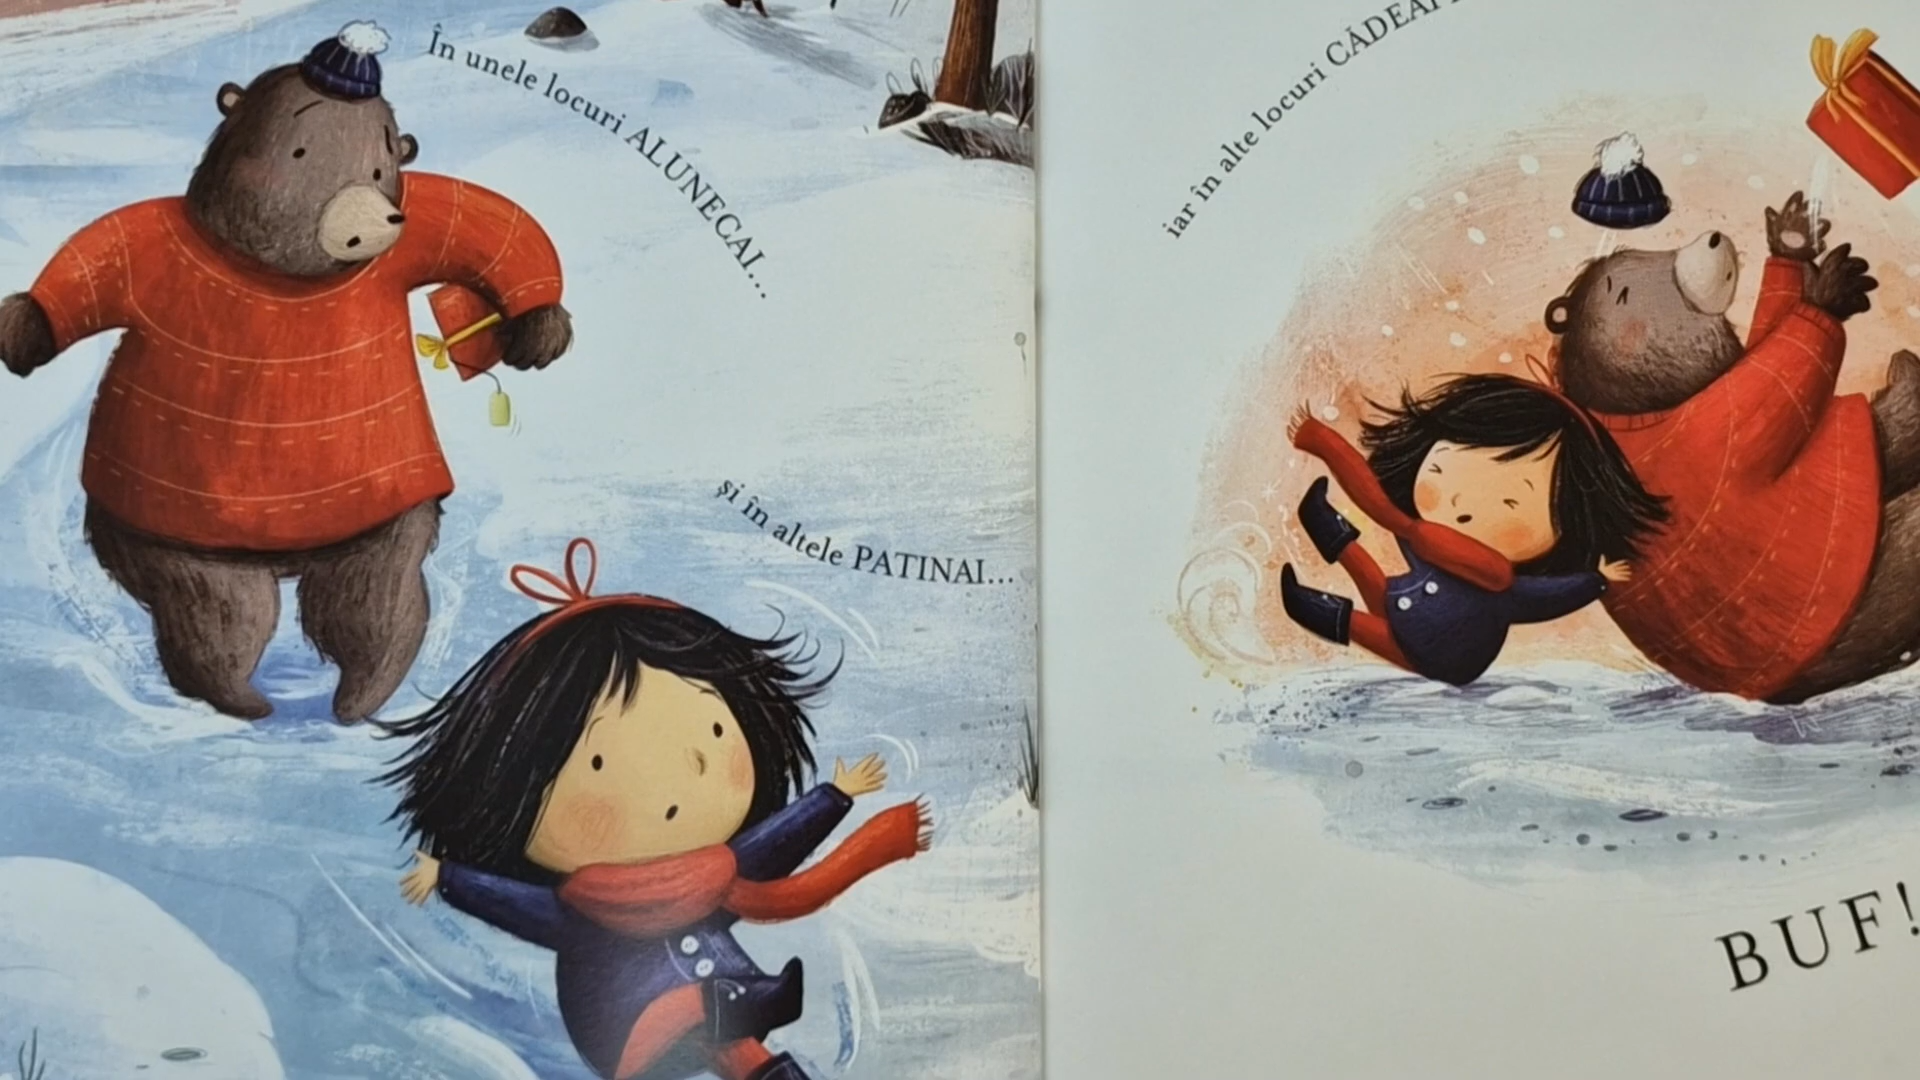 În unele locuri ALUNECAI...
și în altele PATINAI...
iar în alte locuri
BUF!